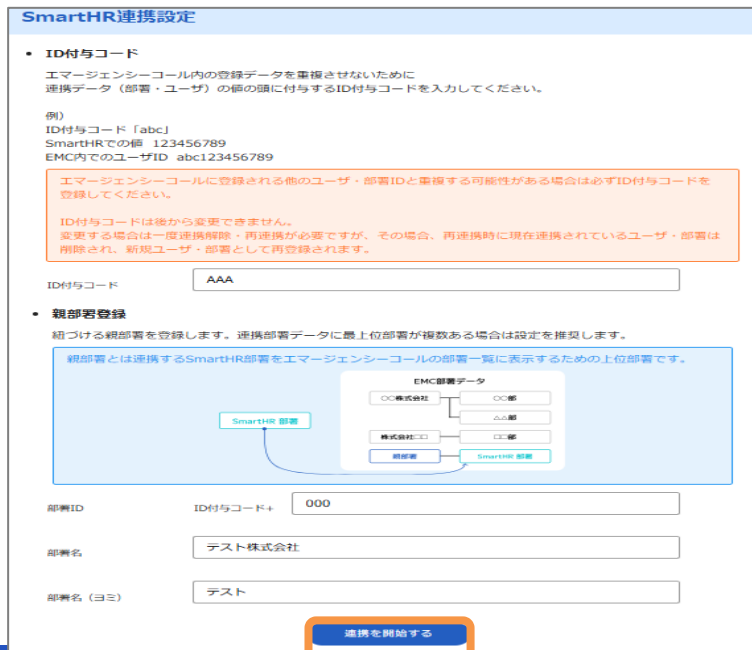 SmartHR連携設定
• ID付与コード
エマージェンシーコール内の登録データを重複させないために
連携データ（部署・ユーザ）の値の頭に付与するID付与コードを入力してください。
例）
ID付与コード「abc」
SmartHRでの値 123456789
EMC内でのユーザID abc123456789
エマージェンシーコールに登録される他のユーザ・部署IDと重複する可能性がある場合は必ずID付与コードを
登録してください。
ID付与コードは後から変更できません。
変更する場合は一度連携解除・再連携が必要ですが、その場合、再連携時に現在連携されているユーザ・部署は
削除され、新規ユーザ・部署として再登録されます。
ID付与コード AAA
• 親部署登録
紐づける親部署を登録します。連携部署データに最上位部署が複数ある場合は設定を推奨します。
親部署とは連携するSmartHR部署をエマージェンシーコールの部署一覧に表示するための上位部署です。
EMC部署データ
〇〇株式会社 〇〇部
△△部
SmartHR 部署
株式会社□□ □□部
親部署 SmartHR 部署
部署ID ID付与コード+ 000
部署名 テスト株式会社
部署名（ヨミ） テスト
連携を開始する